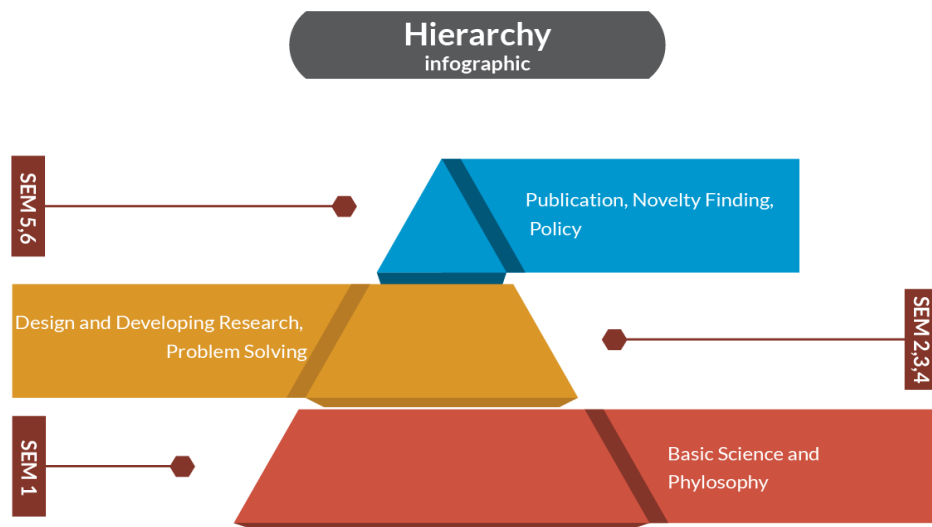 Hierarchy
infographic
SEM 5,6
Publication, Novelty Finding,
Policy
Design and Developing Research,
Problem Solving
SEM 2,3,4
SEM 1
Basic Science and
Phylosophy